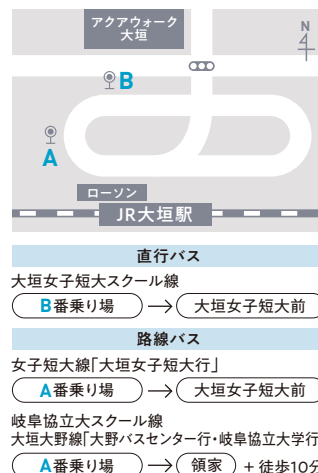 アクアウォーク
大垣
N
B
A
ローソン
JR大垣駅
直行バス
大垣女子短大スクール線
B番乗り場 → 大垣女子短大前
路線バス
女子短大線「大垣女子短大行」
A番乗り場 → 大垣女子短大前
岐阜協立大スクール線
大垣大野線「大野バスセンター行・岐阜協立大学行
A番乗り場 → 領家 + 徒歩10分